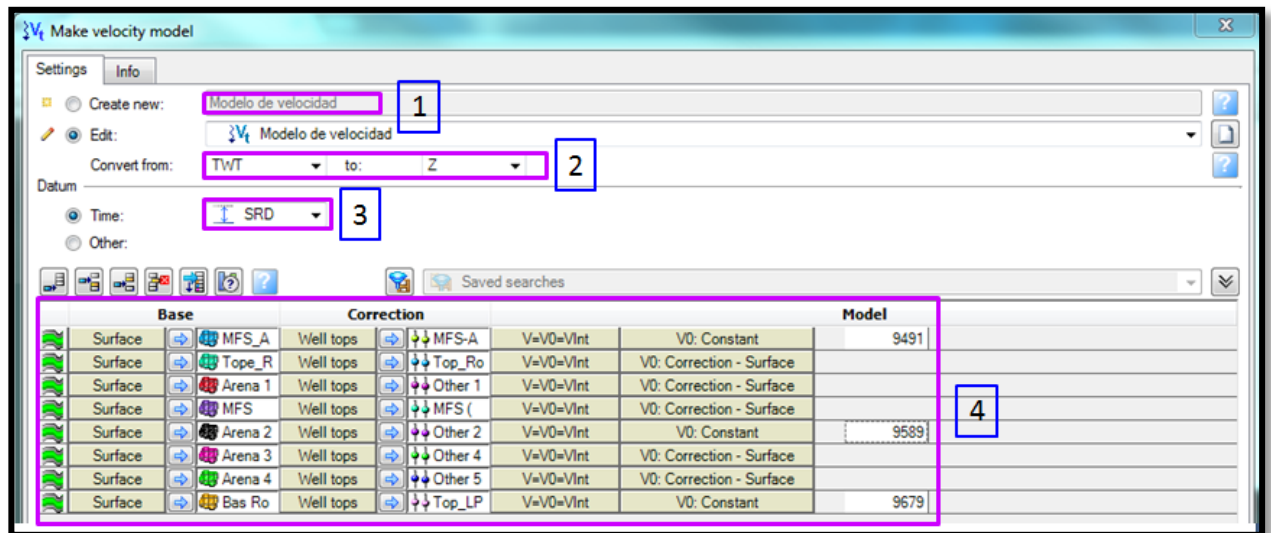 Make velocity model
Settings Info
Create new: Modelo de velocidad 1
Edit: Modelo de velocidad
Convert from: TWT to: Z 2
Datum
Time: SRD 3
Other:
Saved searches
Base Correction Model
Surface MFS_A Well tops MFS-A V=V0=VInt V0: Constant 9491
Surface Tope_R Well tops Top_Ro V=V0=VInt V0: Correction - Surface
Surface Arena 1 Well tops Other 1 V=V0=VInt V0: Correction - Surface
Surface MFS Well tops MFS ( V=V0=VInt V0: Correction - Surface 4
Surface Arena 2 Well tops Other 2 V=V0=VInt V0: Constant 9589
Surface Arena 3 Well tops Other 4 V=V0=VInt V0: Correction - Surface
Surface Arena 4 Well tops Other 5 V=V0=VInt V0: Correction - Surface
Surface Bas Ro Well tops Top_LP V=V0=VInt V0: Constant 9679